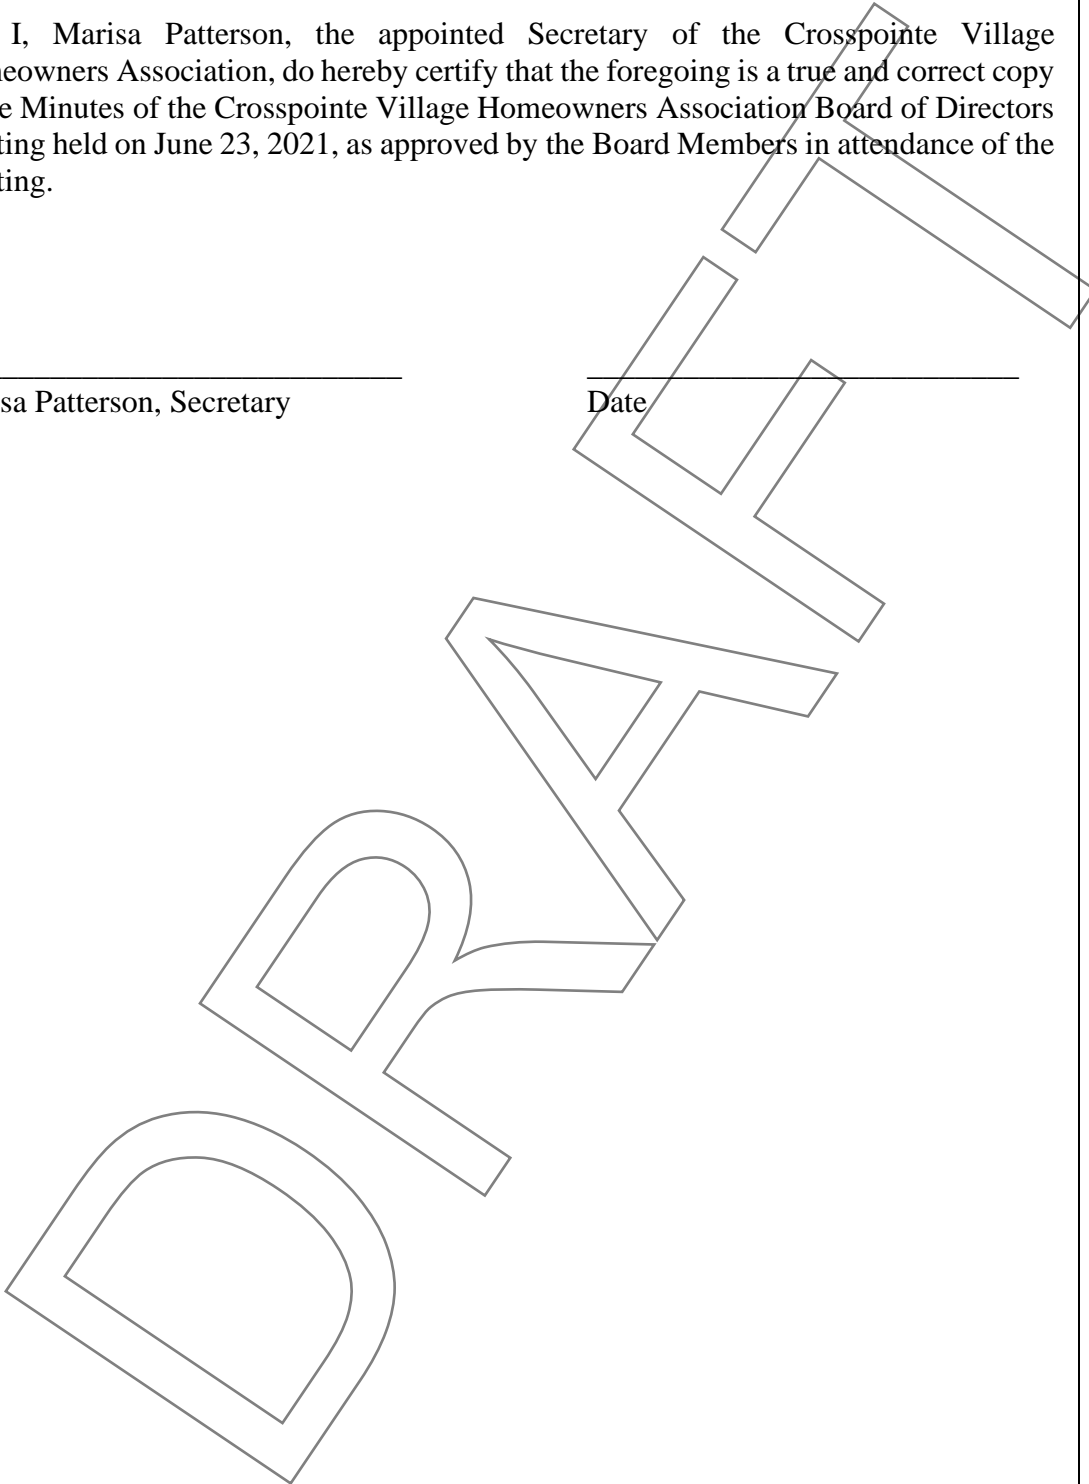 I, Marisa Patterson, the appointed Secretary of the Crosspointe Village
neowners Association, do hereby certify that the foregoing is a true and correct copy
e Minutes of the Crosspointe Village Homeowners Association Board of Directors
ting held on June 23, 2021, as approved by the Board Members in attendance of the
ting.
sa Patterson, Secretary Date
DRAFT